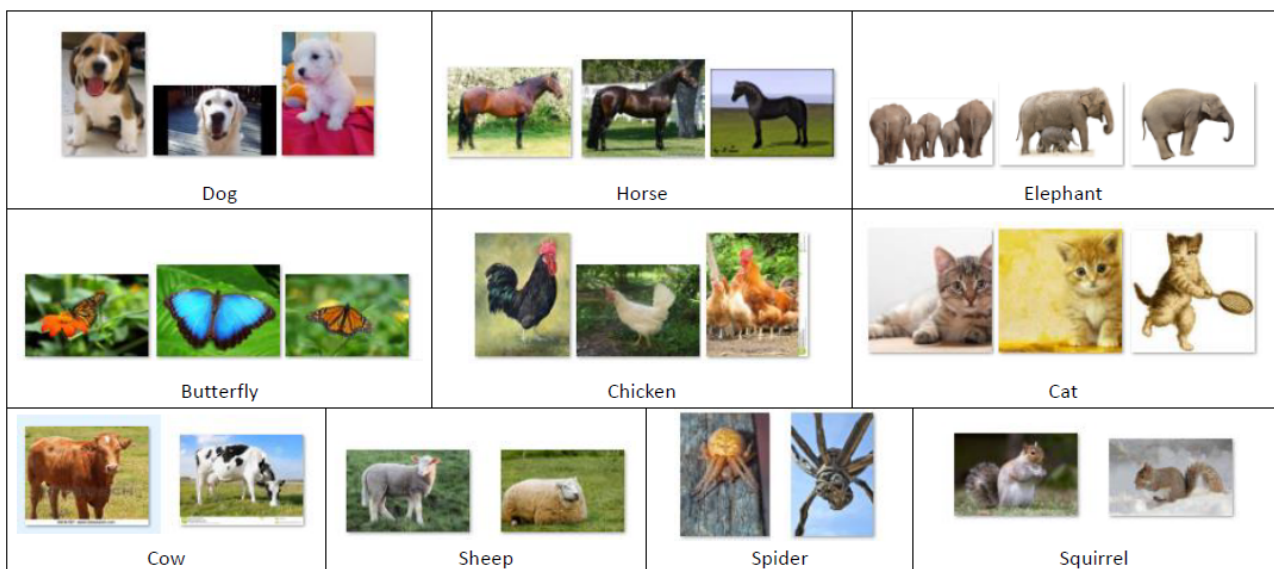 Dog
Horse
Elephant
Butterfly
Chicken
Cat
Cow
Sheep
Spider
Squirrel